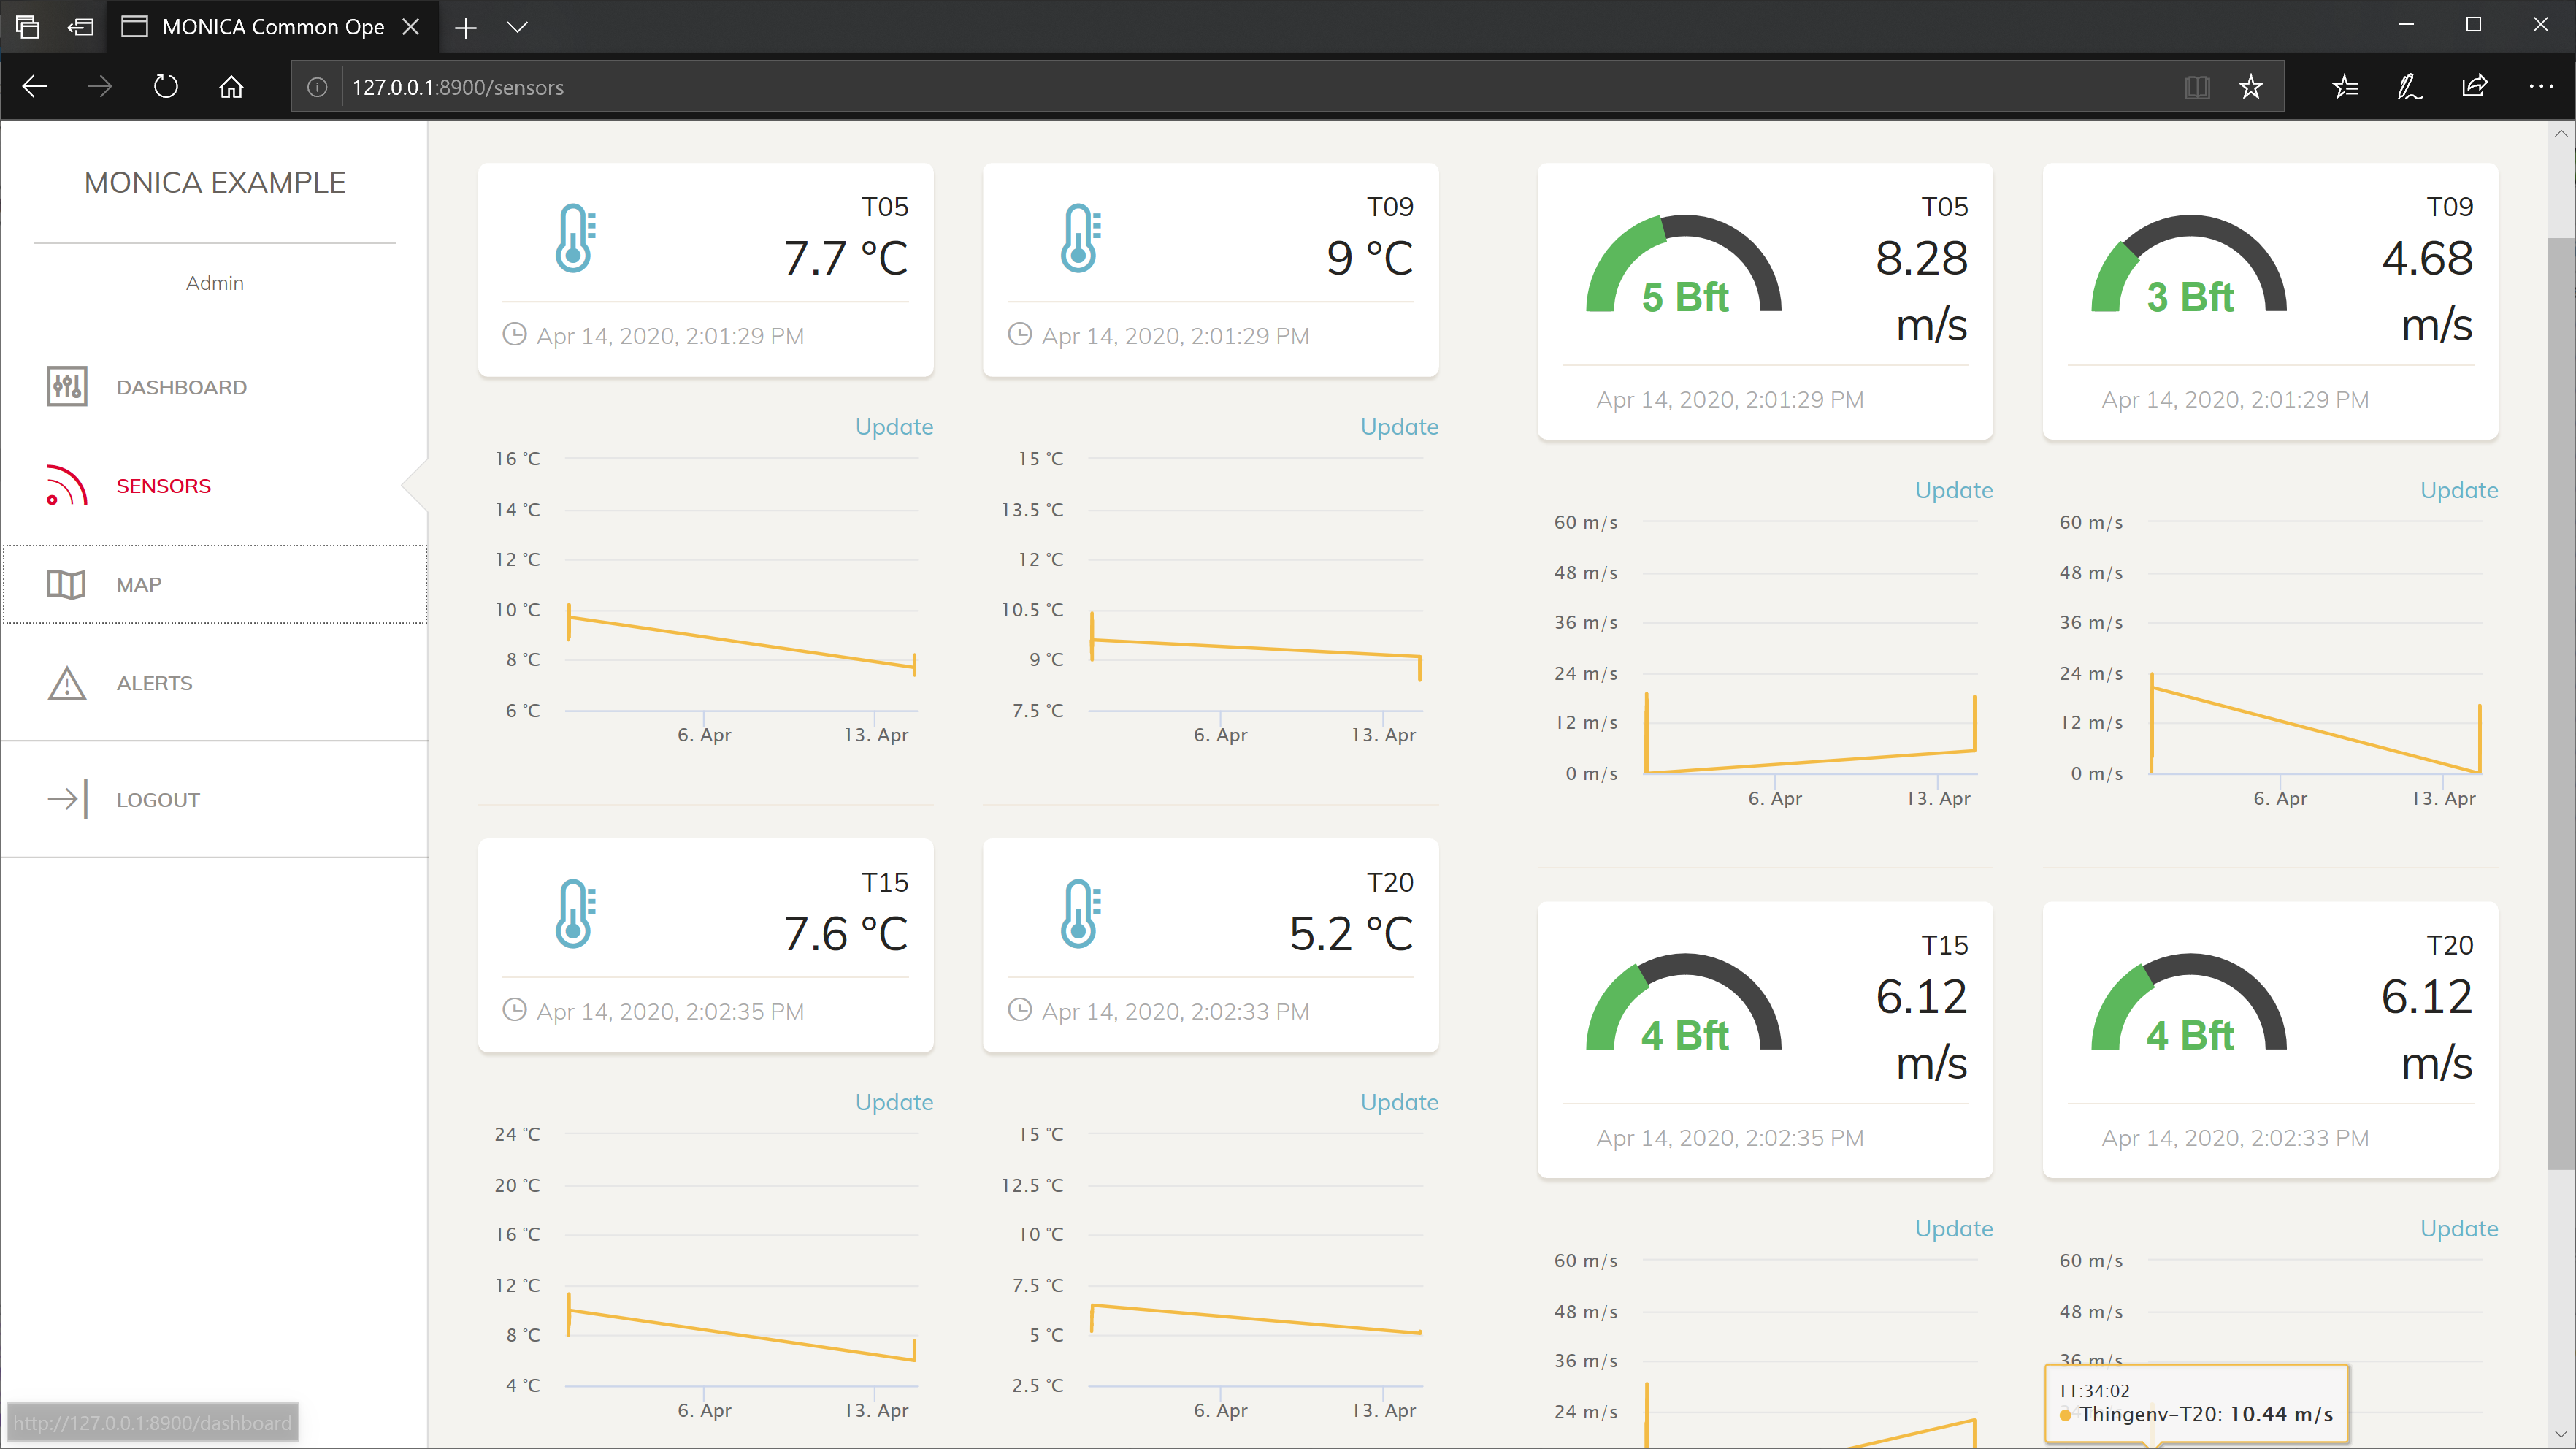 MONICA Common Ope
127.0.0.1:8900/sensors
MONICA EXAMPLE
Admin
DASHBOARD
SENSORS
MAP
ALERTS
LOGOUT
T05
7.7 °C
Apr 14, 2020, 2:01:29 PM
Update
16 °C
14 °C
12 °C
10 °C
8 °C
6 °C
6. Apr
13. Apr
T09
9 °C
Apr 14, 2020, 2:01:29 PM
Update
15 °C
13.5 °C
12 °C
10.5 °C
9 °C
7.5 °C
6. Apr
13. Apr
T05
5 Bft
8.28
m/s
Apr 14, 2020, 2:01:29 PM
Update
60 m/s
48 m/s
36 m/s
24 m/s
12 m/s
0 m/s
6. Apr
13. Apr
T09
3 Bft
4.68
m/s
Apr 14, 2020, 2:01:29 PM
Update
60 m/s
48 m/s
36 m/s
24 m/s
12 m/s
0 m/s
6. Apr
13. Apr
T15
7.6 °C
Apr 14, 2020, 2:02:35 PM
Update
24 °C
20 °C
16 °C
12 °C
8 °C
4 °C
6. Apr
13. Apr
T20
5.2 °C
Apr 14, 2020, 2:02:33 PM
Update
15 °C
12.5 °C
10 °C
7.5 °C
5 °C
2.5 °C
6. Apr
13. Apr
T15
4 Bft
6.12
m/s
Apr 14, 2020, 2:02:35 PM
Update
60 m/s
48 m/s
36 m/s
24 m/s
T20
4 Bft
6.12
m/s
Apr 14, 2020, 2:02:33 PM
Update
60 m/s
48 m/s
36 m/s
11:34:02
Thingenv-T20: 10.44 m/s
http://127.0.0.1:8900/dashboard